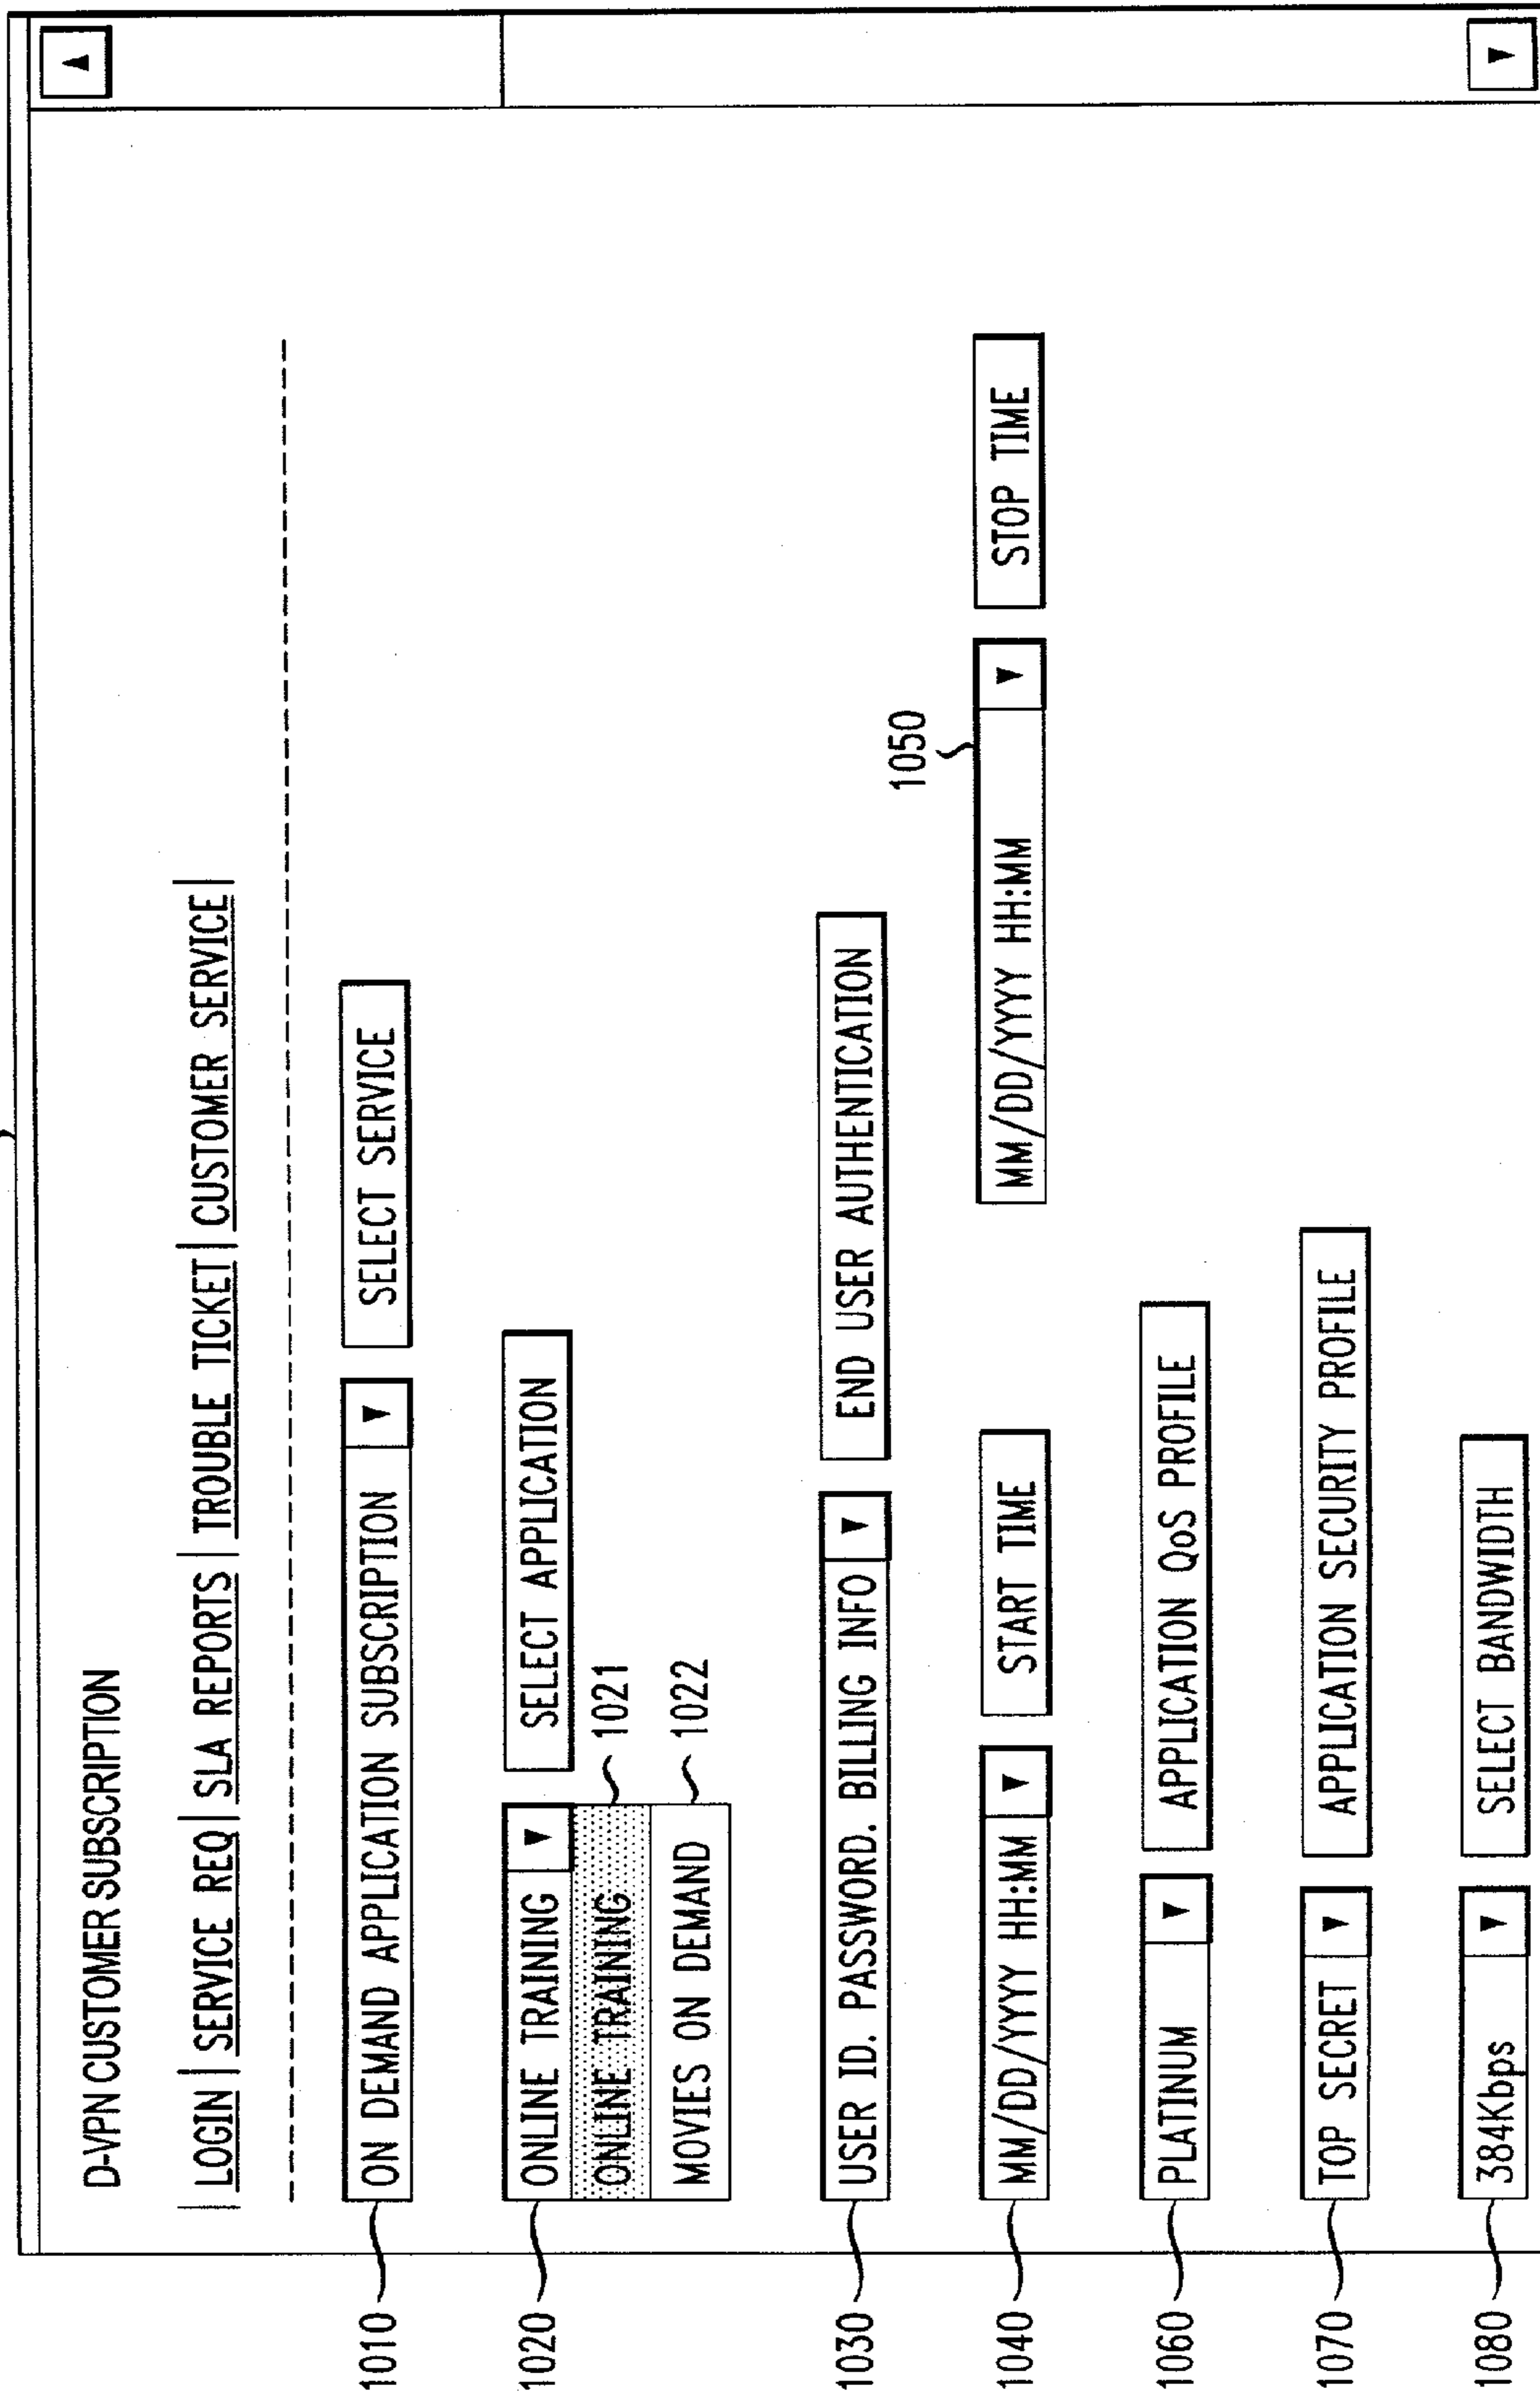 D-VPN CUSTOMER SUBSCRIPTION
| LOGIN | SERVICE REQ | SLA REPORTS | TROUBLE TICKET | CUSTOMER SERVICE |
1010 ON DEMAND APPLICATION SUBSCRIPTION ▼ SELECT SERVICE
1020 ONLINE TRAINING ▼ SELECT APPLICATION
ONLINE TRAINING 1021
MOVIES ON DEMAND 1022
1030 USER ID. PASSWORD. BILLING INFO ▼ END USER AUTHENTICATION
1050
1040 MM/DD/YYYY HH:MM ▼ START TIME MM/DD/YYYY HH:MM ▼ STOP TIME
1060 PLATINUM ▼ APPLICATION QoS PROFILE
1070 TOP SECRET ▼ APPLICATION SECURITY PROFILE
1080 384Kbps ▼ SELECT BANDWIDTH